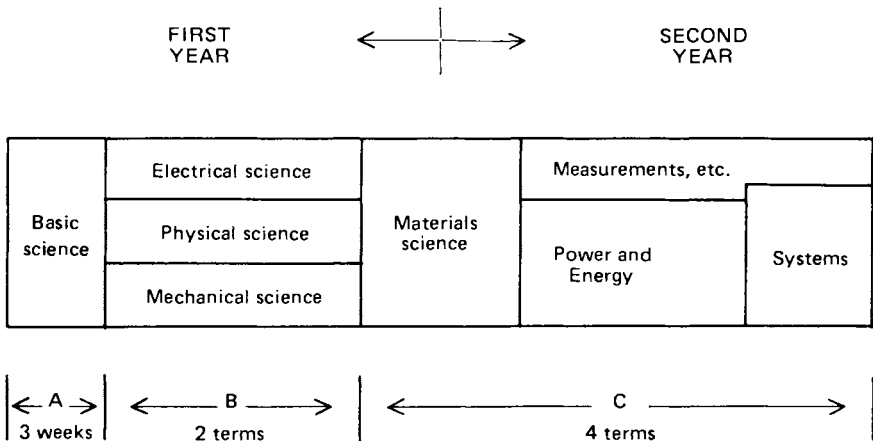 FIRST
YEAR
SECOND
YEAR
Basic
science
Electrical science
Physical science
Mechanical science
Materials
science
Measurements, etc.
Power and
Energy
Systems
A
3 weeks
B
2 terms
C
4 terms